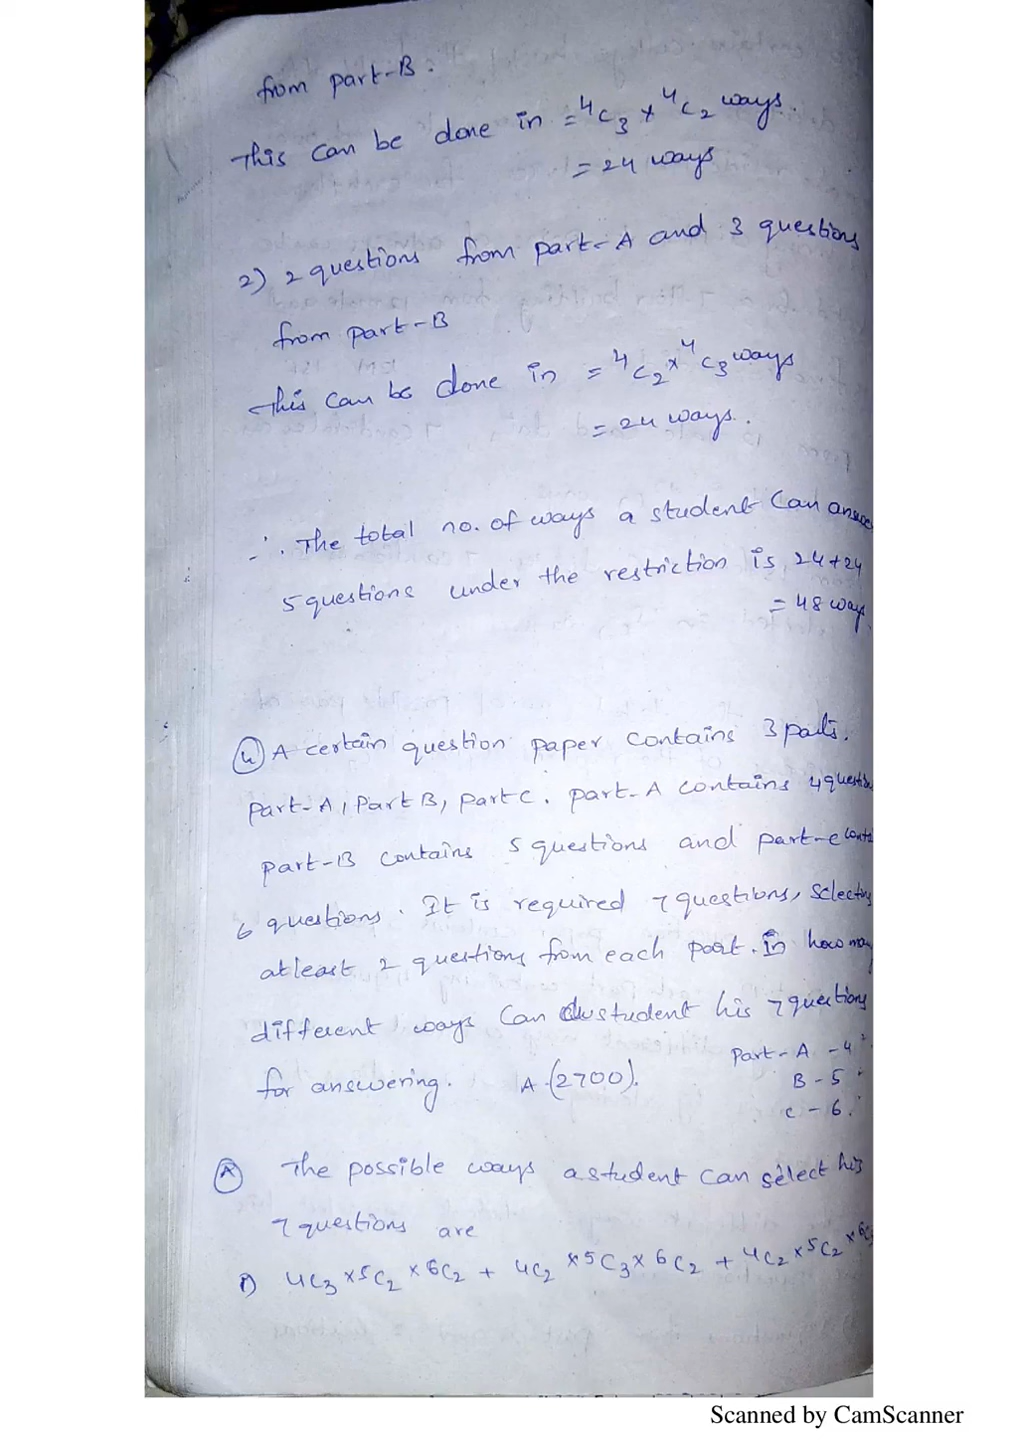 from part-B.
This can be done in = 4C3 × 4C2 ways.
= 24 ways
2) 2 questions from part-A and 3 questions
from part-B
This can be done in = 4C2 × 4C3 ways
= 24 ways.
∴ The total no. of ways a student can answer
5 questions under the restriction is 24+24
= 48 way
4 A certain question paper contains 3 parts.
part-A, Part B, part C. part-A contains 4 question
part-B contains 5 questions and part-c conta
6 questions. It is required 7 questions, selecting
atleast 2 questions from each part. In how ma
different ways can student his 7 questions
for answering. A-(2700).
Part-A -4
B-5
C-6.
A The possible ways a student can select his
7 questions are
1) 4C3 ×5C2 ×6C2 + 4C2 ×5C3× 6C2 + 4C2×5C2×6C3